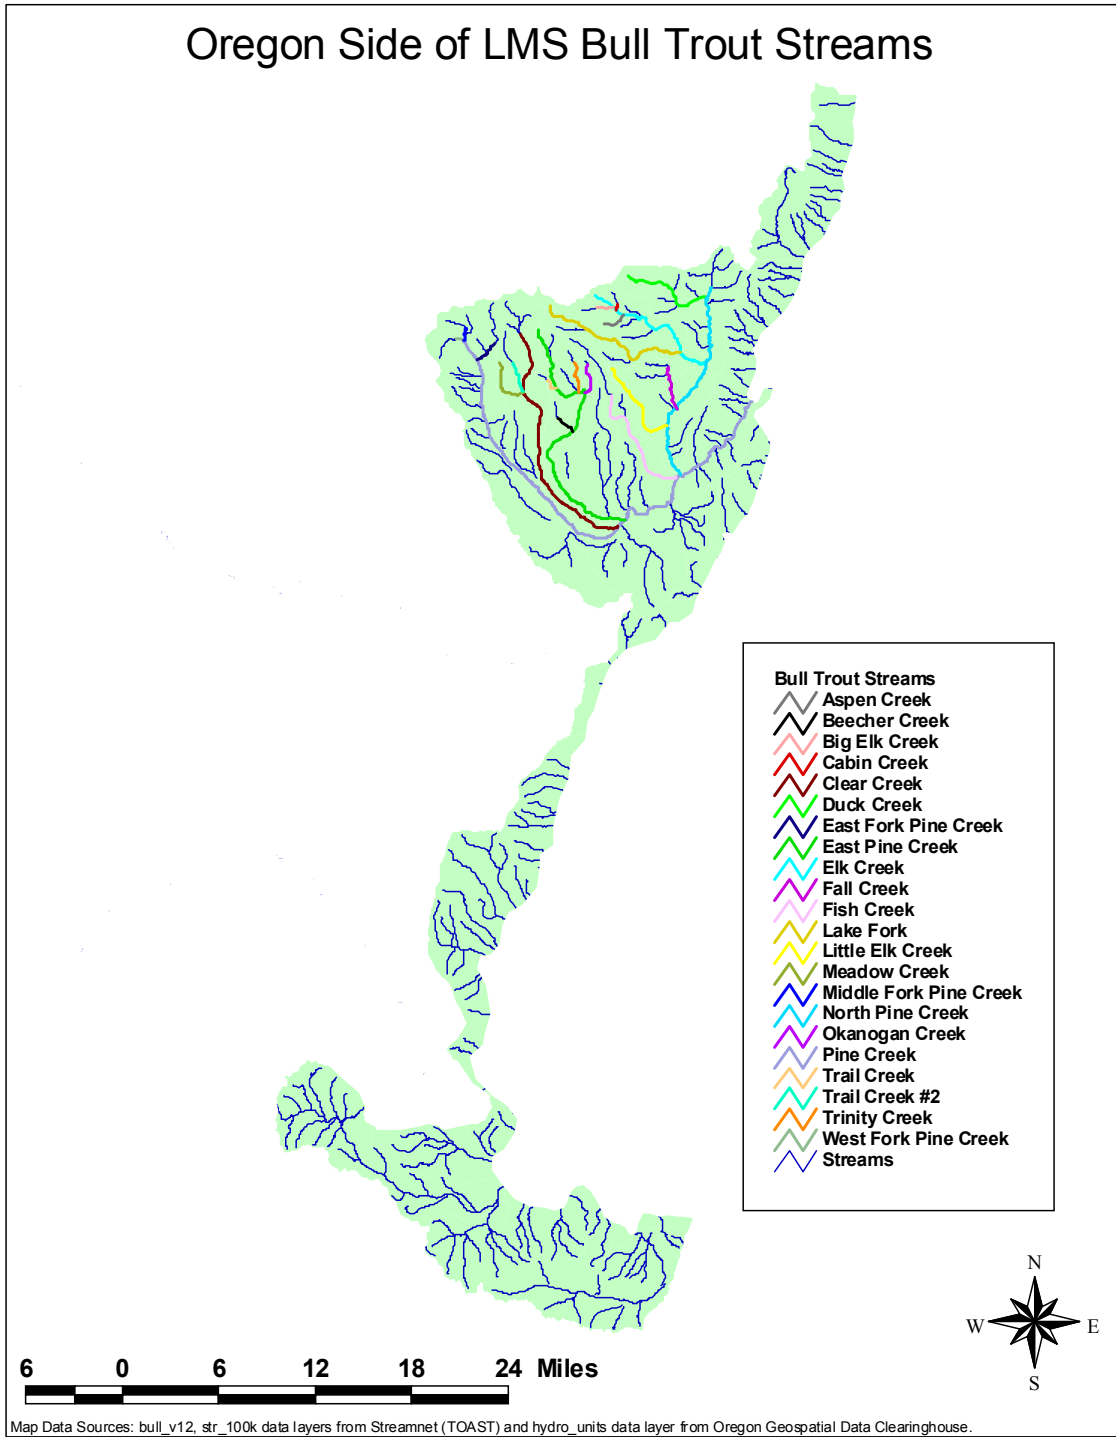 Oregon Side of LMS Bull Trout Streams
Bull Trout Streams
Aspen Creek
Beecher Creek
Big Elk Creek
Cabin Creek
Clear Creek
Duck Creek
East Fork Pine Creek
East Pine Creek
Elk Creek
Fall Creek
Fish Creek
Lake Fork
Little Elk Creek
Meadow Creek
Middle Fork Pine Creek
North Pine Creek
Okanogan Creek
Pine Creek
Trail Creek
Trail Creek #2
Trinity Creek
West Fork Pine Creek
Streams
N
W E
S
6 0 6 12 18 24 Miles
Map Data Sources: bull_v12, str_100k data layers from Streamnet (TOAST) and hydro_units data layer from Oregon Geospatial Data Clearinghouse.